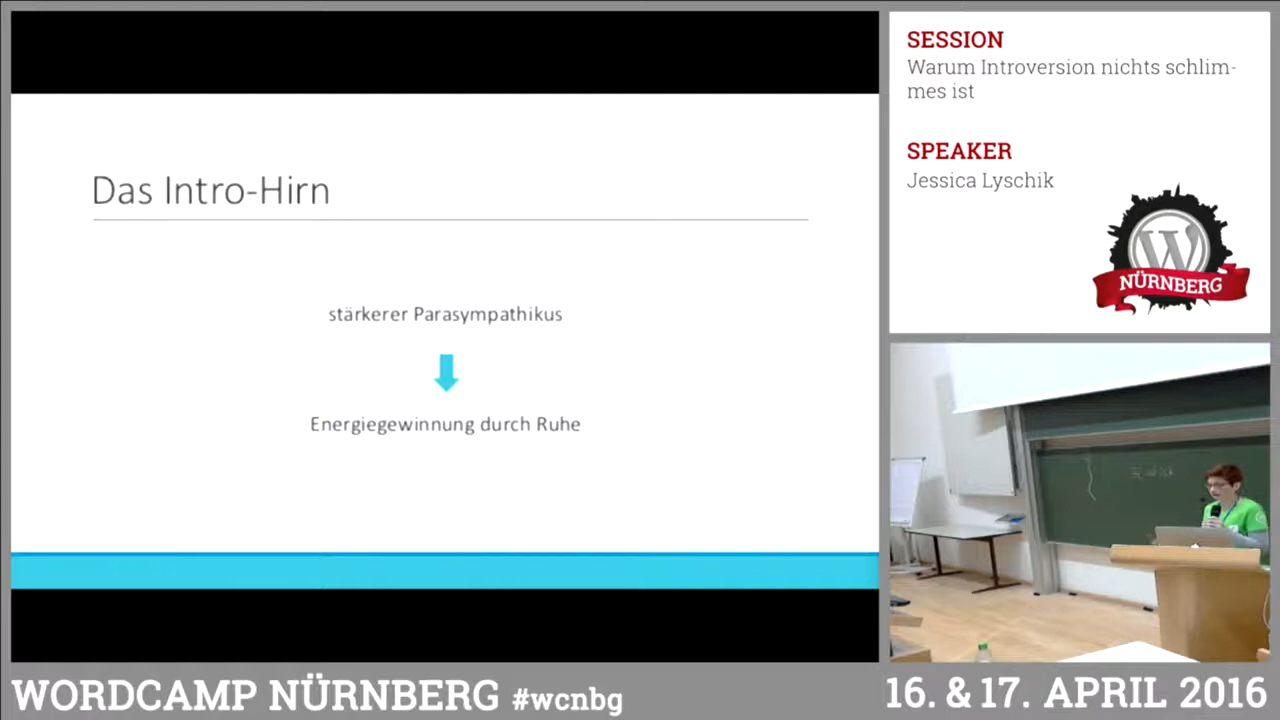 Das Intro-Hirn
stärkerer Parasympathikus
Energiegewinnung durch Ruhe
SESSION
Warum Introversion nichts schlim-
mes ist
SPEAKER
Jessica Lyschik
W
NÜRNBERG
WORDCAMP NÜRNBERG #wcnbg
16. & 17. APRIL 2016